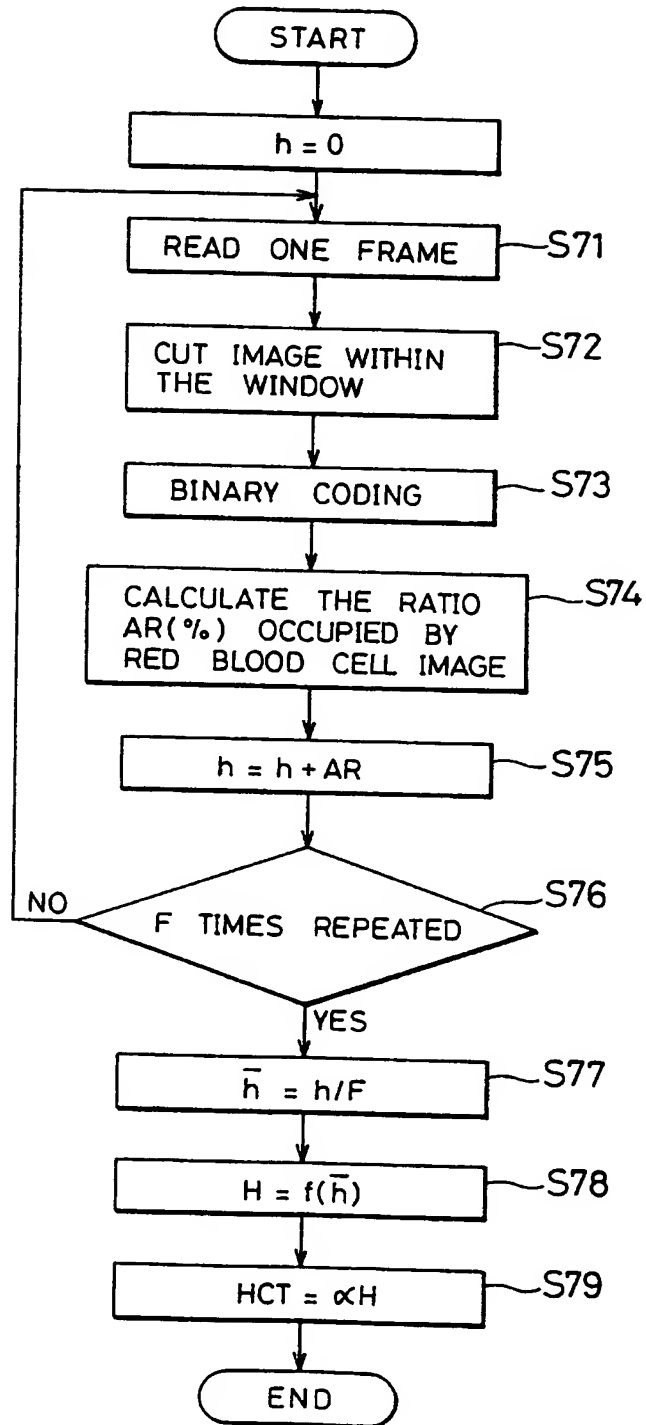 START
h = 0
READ ONE FRAME
S71
CUT IMAGE WITHIN
THE WINDOW
S72
BINARY CODING
S73
CALCULATE THE RATIO
AR(%) OCCUPIED BY
RED BLOOD CELL IMAGE
S74
h = h + AR
S75
F TIMES REPEATED
S76
NO
YES
h̄ = h/F
S77
H = f(h̄)
S78
HCT = αH
S79
END